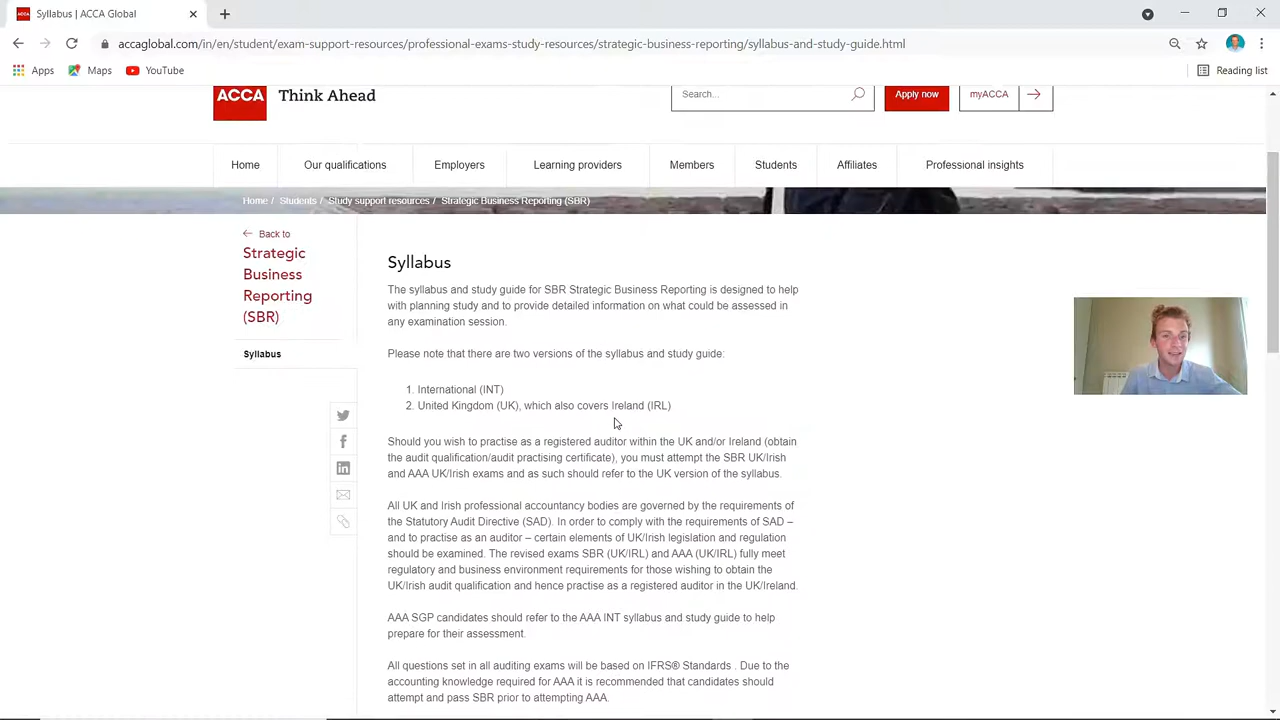 Syllabus | ACCA Global
accaglobal.com/in/en/student/exam-support-resources/professional-exams-study-resources/strategic-business-reporting/syllabus-and-study-guide.html
Apps Maps YouTube Reading list
ACCA Think Ahead Search... Apply now myACCA
Home Our qualifications Employers Learning providers Members Students Affiliates Professional insights
Home / Students / Study support resources / Strategic Business Reporting (SBR)
Back to
Strategic
Business
Reporting
(SBR)
Syllabus
Syllabus
The syllabus and study guide for SBR Strategic Business Reporting is designed to help
with planning study and to provide detailed information on what could be assessed in
any examination session.
Please note that there are two versions of the syllabus and study guide:
1. International (INT)
2. United Kingdom (UK), which also covers Ireland (IRL)
Should you wish to practise as a registered auditor within the UK and/or Ireland (obtain
the audit qualification/audit practising certificate), you must attempt the SBR UK/Irish
and AAA UK/Irish exams and as such should refer to the UK version of the syllabus.
All UK and Irish professional accountancy bodies are governed by the requirements of
the Statutory Audit Directive (SAD). In order to comply with the requirements of SAD –
and to practise as an auditor – certain elements of UK/Irish legislation and regulation
should be examined. The revised exams SBR (UK/IRL) and AAA (UK/IRL) fully meet
regulatory and business environment requirements for those wishing to obtain the
UK/Irish audit qualification and hence practise as a registered auditor in the UK/Ireland.
AAA SGP candidates should refer to the AAA INT syllabus and study guide to help
prepare for their assessment.
All questions set in all auditing exams will be based on IFRS® Standards . Due to the
accounting knowledge required for AAA it is recommended that candidates should
attempt and pass SBR prior to attempting AAA.